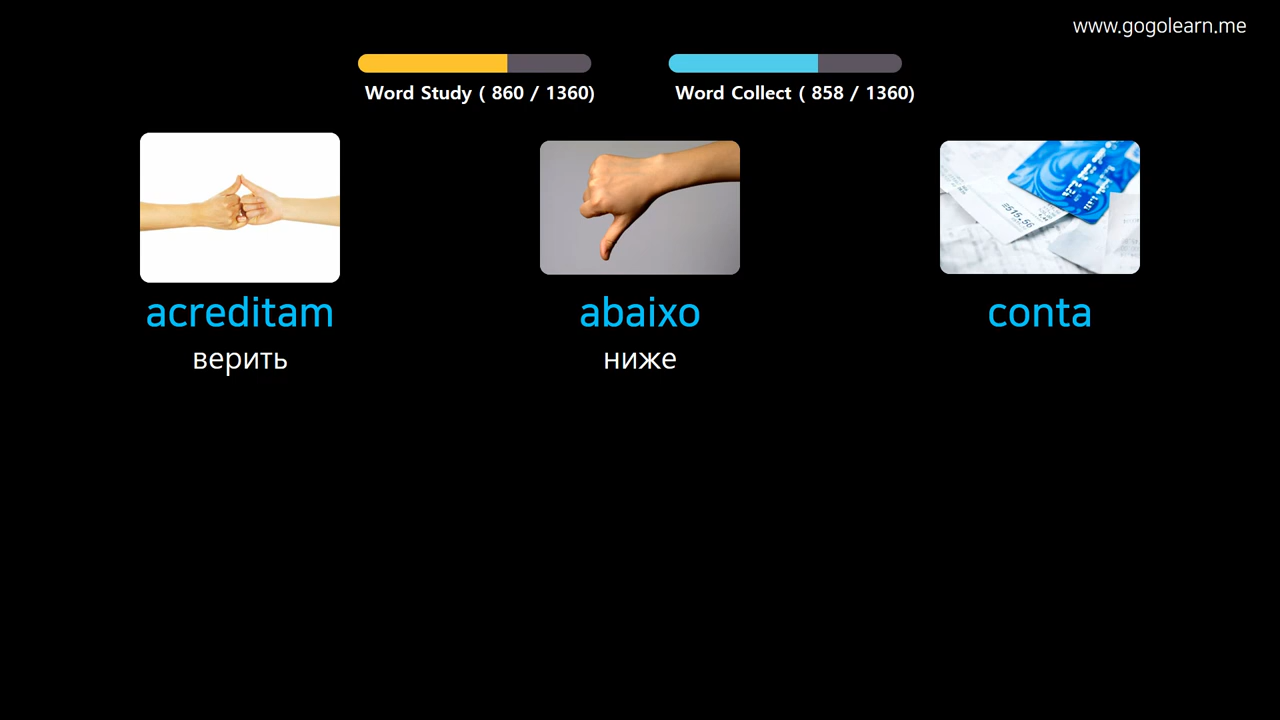 www.gogolearn.me
Word Study ( 860 / 1360)
Word Collect ( 858 / 1360)
acreditam
верить
abaixo
ниже
conta